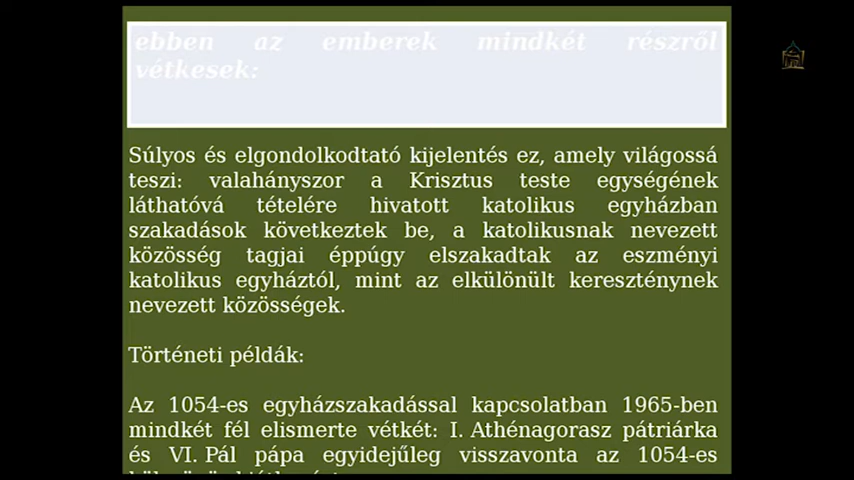 ebben az emberek mindkét részről
vétkesek:
Súlyos és elgondolkodtató kijelentés ez, amely világossá
teszi: valahányszor a Krisztus teste egységének
láthatóvá tételére hivatott katolikus egyházban
szakadások következtek be, a katolikusnak nevezett
közösség tagjai éppúgy elszakadtak az eszményi
katolikus egyháztól, mint az elkülönült kereszténynek
nevezett közösségek.
Történeti példák:
Az 1054-es egyházszakadással kapcsolatban 1965-ben
mindkét fél elismerte vétkét: I. Athénagorasz pátriárka
és VI. Pál pápa egyidejűleg visszavonta az 1054-es